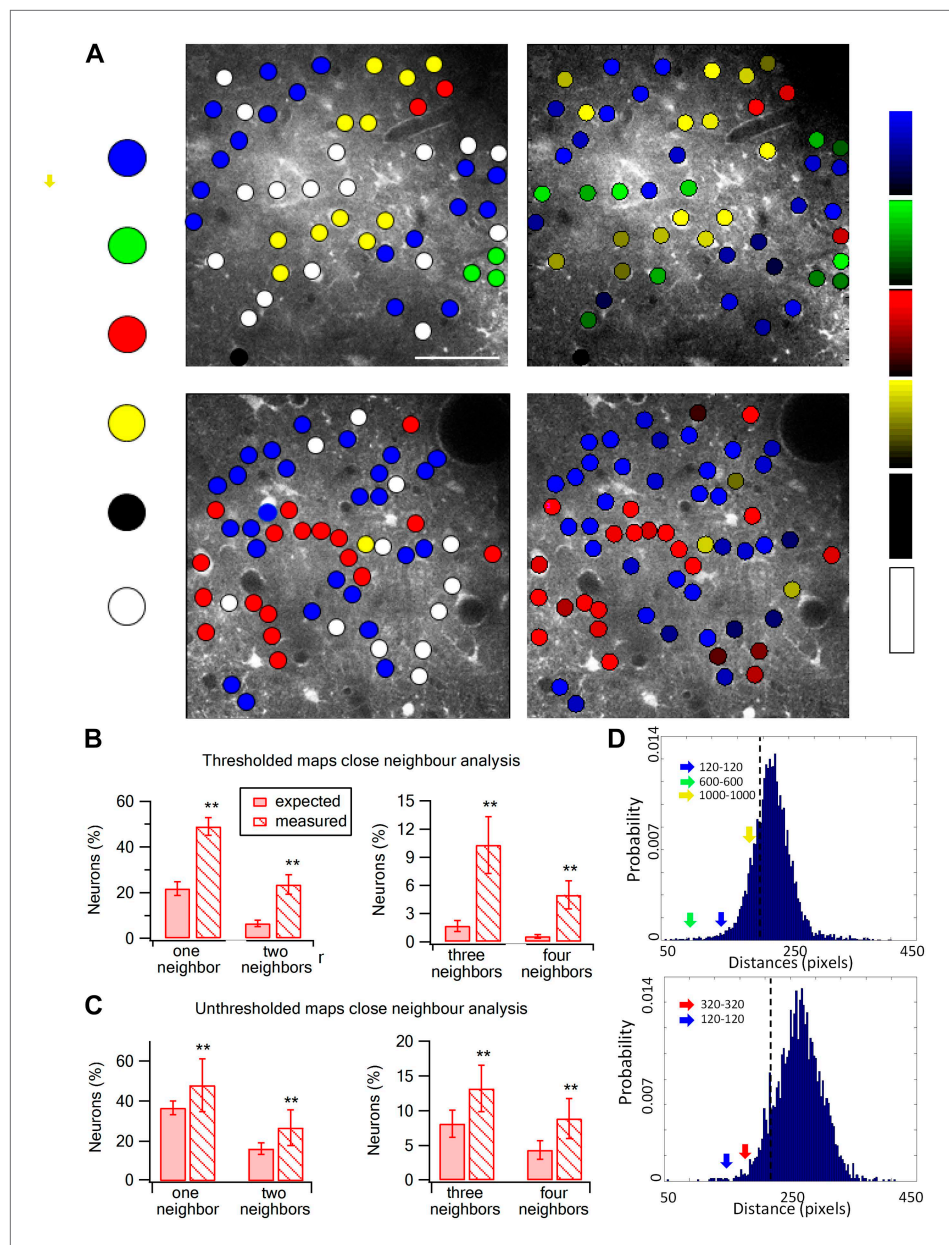 A
B
Thresholded maps close neighbour analysis
60
40
20
0
Neurons (%)
**
**
expected
measured
one
neighbor
two
neighbors
r
15
12
9
6
3
0
Neurons (%)
**
**
three
neighbors
four
neighbors
C
Unthresholded maps close neighbour analysis
60
40
20
0
Neurons (%)
**
**
one
neighbor
two
neighbors
20
15
10
5
0
Neurons (%)
**
**
three
neighbors
four
neighbors
D
0.014
0.007
0
Probability
120-120
600-600
1000-1000
50
250
450
Distances (pixels)
0.014
0.007
0
Probability
320-320
120-120
50
250
450
Distance (pixels)